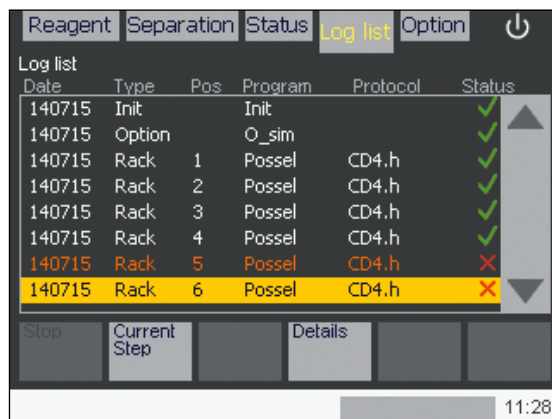 Reagent Separation Status Log list Option
Log list
Date Type Pos Program Protocol Status
140715 Init Init
140715 Option O_sim
140715 Rack 1 Possel CD4.h
140715 Rack 2 Possel CD4.h
140715 Rack 3 Possel CD4.h
140715 Rack 4 Possel CD4.h
140715 Rack 5 Possel CD4.h
140715 Rack 6 Possel CD4.h
Stop Current Details
Step
11:28